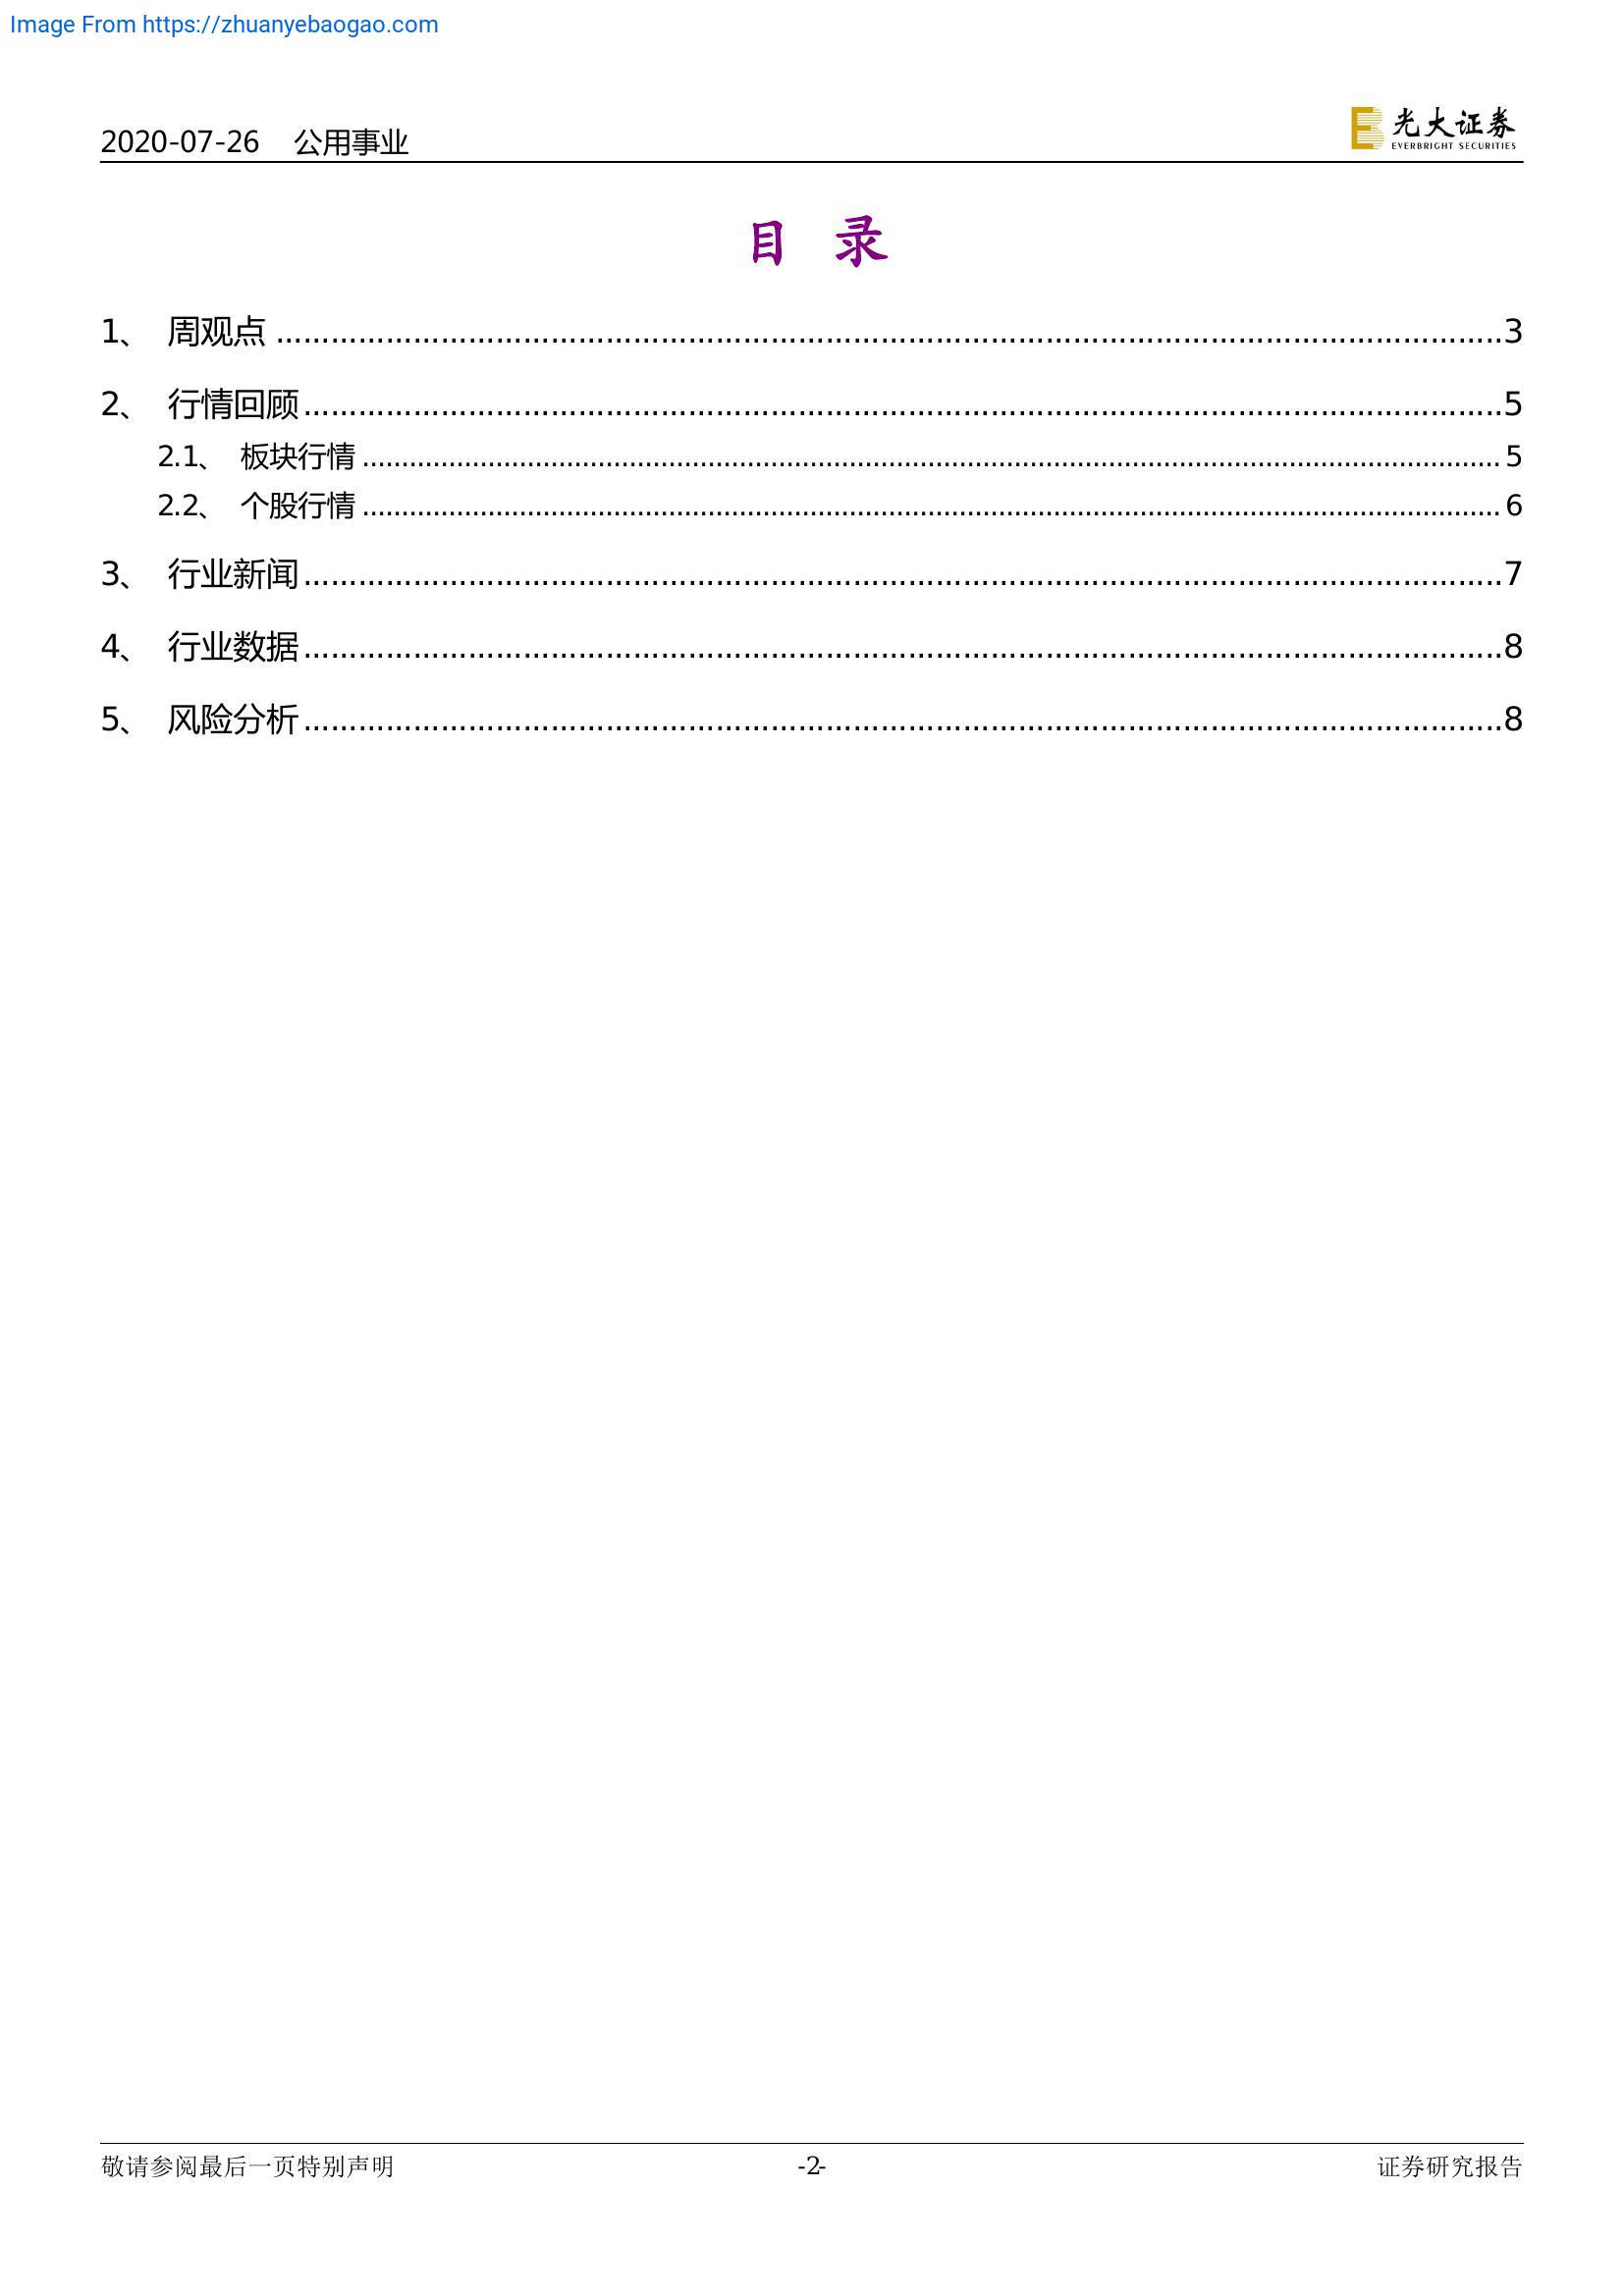 Image From https://zhuanyebaogao.com
2020-07-26 公用事业
光大证券
EVERBRIGHT SECURITIES
目 录
1、 周观点 ........................................................................................................................................3
2、 行情回顾........................................................................................................................................5
2.1、 板块行情........................................................................................................................................5
2.2、 个股行情........................................................................................................................................6
3、 行业新闻........................................................................................................................................7
4、 行业数据........................................................................................................................................8
5、 风险分析........................................................................................................................................8
敬请参阅最后一页特别声明 -2- 证券研究报告